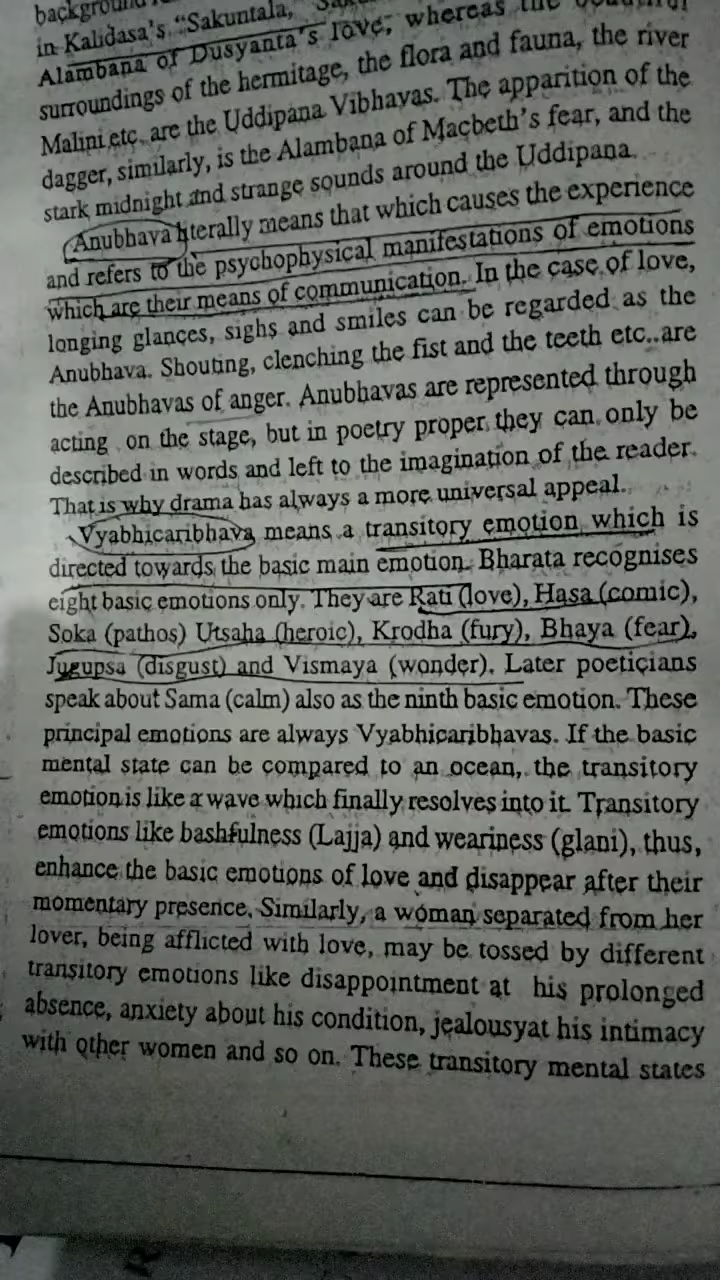 background
in Kalidasa's "Sakuntala,
Alambana of Dusyanta's love, whereas the
surroundings of the hermitage, the flora and fauna, the river
Malini etc. are the Uddipana Vibhavas. The apparition of the
dagger, similarly, is the Alambana of Macbeth's fear, and the
stark midnight and strange sounds around the Uddipana.
Anubhava literally means that which causes the experience
and refers to the psychophysical manifestations of emotions
which are their means of communication. In the case of love,
longing glances, sighs and smiles can be regarded as the
Anubhava. Shouting, clenching the fist and the teeth etc..are
the Anubhavas of anger. Anubhavas are represented through
acting on the stage, but in poetry proper they can only be
described in words and left to the imagination of the reader.
That is why drama has always a more universal appeal.
Vyabhicaribhava means a transitory emotion which is
directed towards the basic main emotion. Bharata recognises
eight basic emotions only. They are Rati (love), Hasa (comic),
Soka (pathos) Utsaha (heroic), Krodha (fury), Bhaya (fear),
Jugupsa (disgust) and Vismaya (wonder). Later poeticians
speak about Sama (calm) also as the ninth basic emotion. These
principal emotions are always Vyabhicaribhavas. If the basic
mental state can be compared to an ocean, the transitory
emotion is like a wave which finally resolves into it. Transitory
emotions like bashfulness (Lajja) and weariness (glani), thus,
enhance the basic emotions of love and disappear after their
momentary presence. Similarly, a woman separated from her
lover, being afflicted with love, may be tossed by different
transitory emotions like disappointment at his prolonged
absence, anxiety about his condition, jealousyat his intimacy
with other women and so on. These transitory mental states